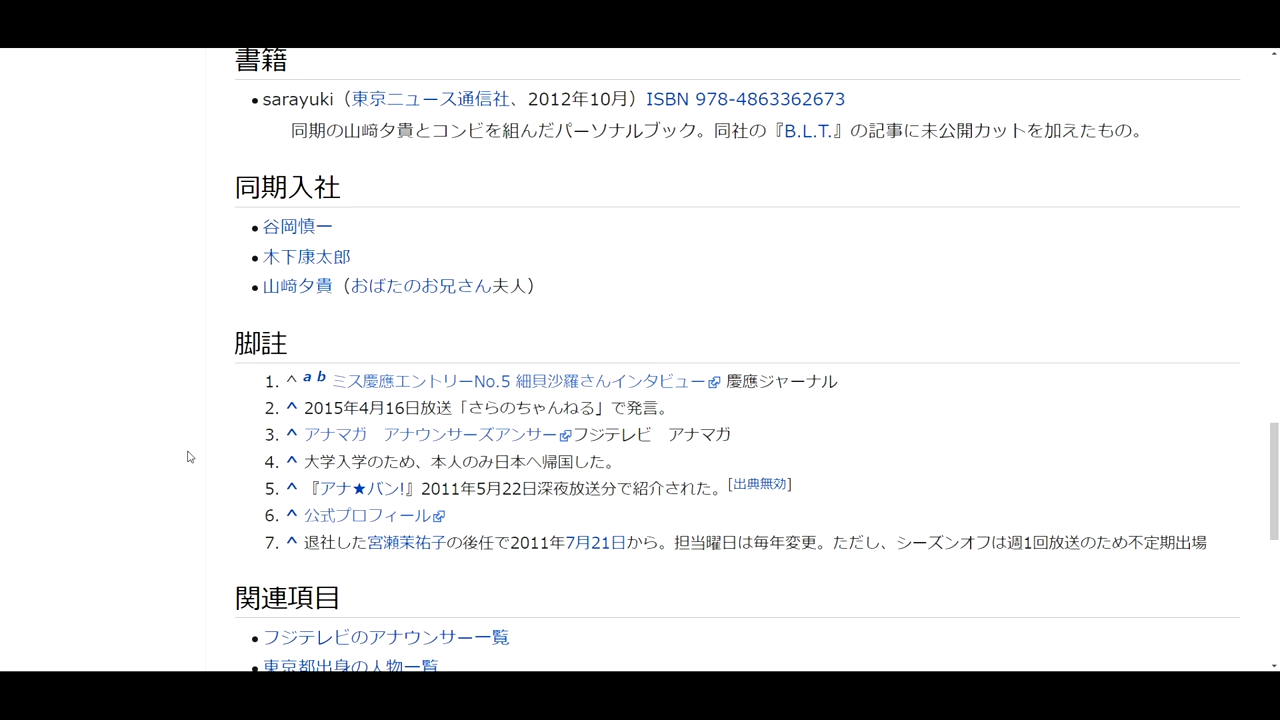 書籍
• sarayuki（東京ニュース通信社、2012年10月）ISBN 978-4863362673
同期の山﨑夕貴とコンビを組んだパーソナルブック。同社の『B.L.T.』の記事に未公開カットを加えたもの。
同期入社
• 谷岡慎一
• 木下康太郎
• 山﨑夕貴（おばたのお兄さん夫人）
脚註
1. ^ a b ミス慶應エントリーNo.5 細貝沙羅さんインタビュー 慶應ジャーナル
2. ^ 2015年4月16日放送「さらのちゃんねる」で発言。
3. ^ アナマガ　アナウンサーズアンサーフジテレビ　アナマガ
4. ^ 大学入学のため、本人のみ日本へ帰国した。
5. ^ 『アナ★バン!』2011年5月22日深夜放送分で紹介された。[出典無効]
6. ^ 公式プロフィール
7. ^ 退社した宮瀬茉祐子の後任で2011年7月21日から。担当曜日は毎年変更。ただし、シーズンオフは週1回放送のため不定期出場
関連項目
• フジテレビのアナウンサー一覧
• 東京都出身の人物一覧